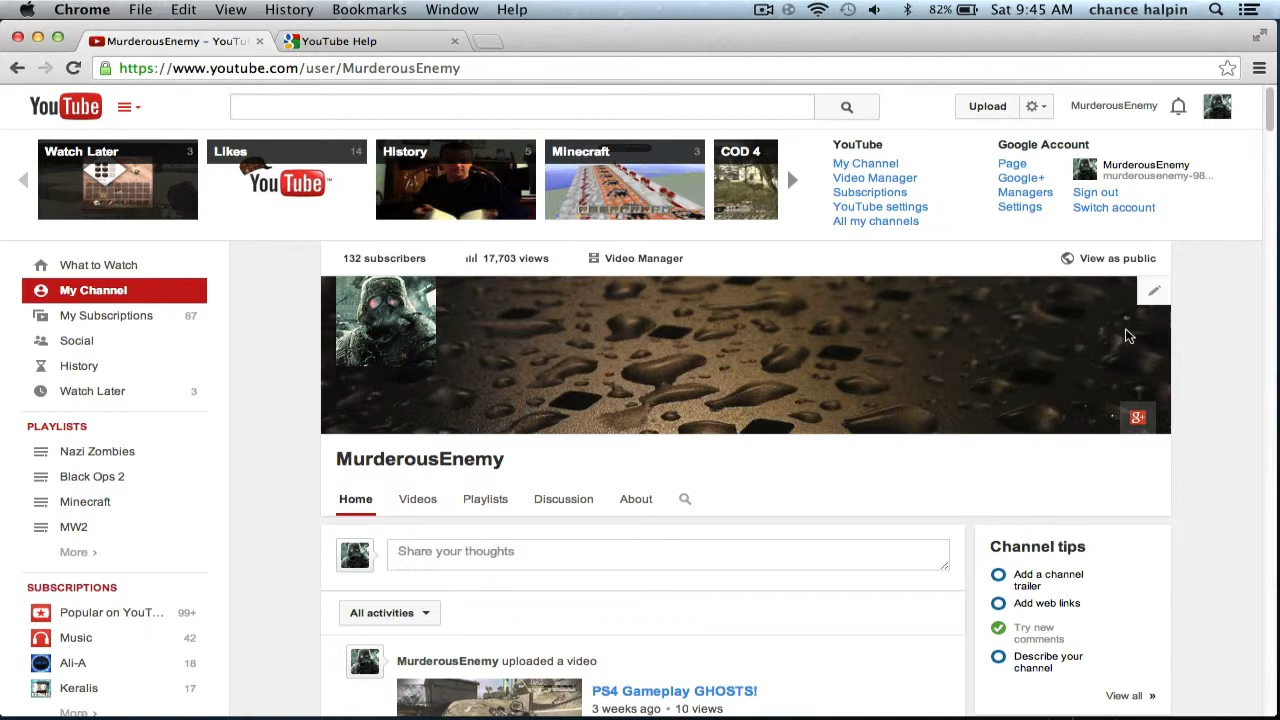 Chrome File Edit View History Bookmarks Window Help 82% Sat 9:45 AM chance halpin
MurderousEnemy – YouTu YouTube Help
https://www.youtube.com/user/MurderousEnemy
YouTube Upload MurderousEnemy
Watch Later 3 Likes 14 History 5 Minecraft 3 COD 4
YouTube
My Channel
Video Manager
Subscriptions
YouTube settings
All my channels
Google Account
Page
Google+
Managers
Settings
MurderousEnemy
murderousenemy-98...
Sign out
Switch account
YouTube
What to Watch
My Channel
My Subscriptions 87
Social
History
Watch Later 3
PLAYLISTS
Nazi Zombies
Black Ops 2
Minecraft
MW2
More ›
SUBSCRIPTIONS
Popular on YouT... 99+
Music 42
Ali-A 18
Keralis 17
More ›
132 subscribers 17,703 views Video Manager View as public
g+
MurderousEnemy
Home Videos Playlists Discussion About
Share your thoughts
All activities
MurderousEnemy uploaded a video
PS4 Gameplay GHOSTS!
3 weeks ago • 10 views
Channel tips
Add a channel
trailer
Add web links
Try new
comments
Describe your
channel
View all »